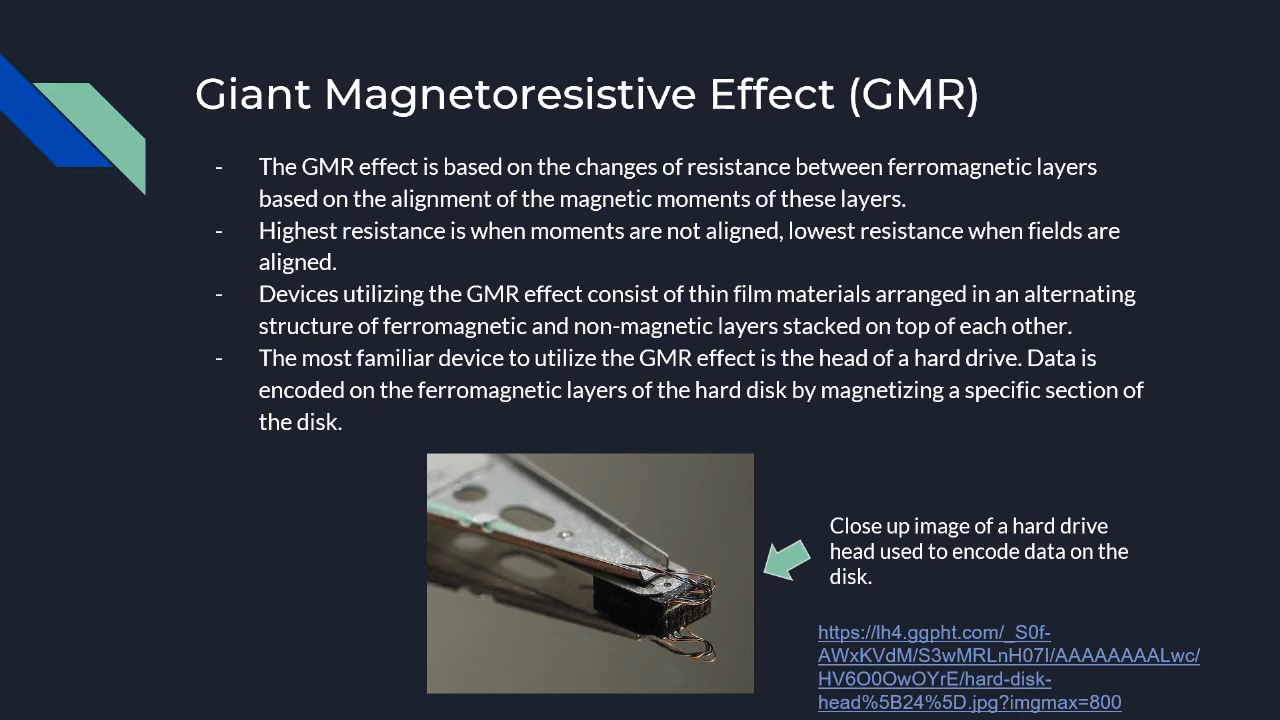 Giant Magnetoresistive Effect (GMR)
- The GMR effect is based on the changes of resistance between ferromagnetic layers
based on the alignment of the magnetic moments of these layers.
- Highest resistance is when moments are not aligned, lowest resistance when fields are
aligned.
- Devices utilizing the GMR effect consist of thin film materials arranged in an alternating
structure of ferromagnetic and non-magnetic layers stacked on top of each other.
- The most familiar device to utilize the GMR effect is the head of a hard drive. Data is
encoded on the ferromagnetic layers of the hard disk by magnetizing a specific section of
the disk.
Close up image of a hard drive
head used to encode data on the
disk.
https://lh4.ggpht.com/_S0f-
AWxKVdM/S3wMRLnH07I/AAAAAAAALwc/
HV6O0OwOYrE/hard-disk-
head%5B24%5D.jpg?imgmax=800